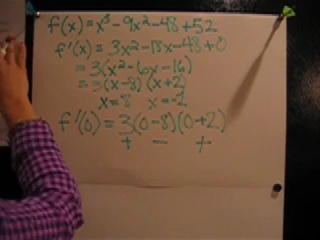 f(x) = x³ - 9x² - 48 + 52
f'(x) = 3x² - 18x - 48 + 0
= 3(x² - 6x - 16)
= 3(x-8)(x+2)
x=8 x=-2
f'(0) = 3(0-8)(0+2)
+ - +